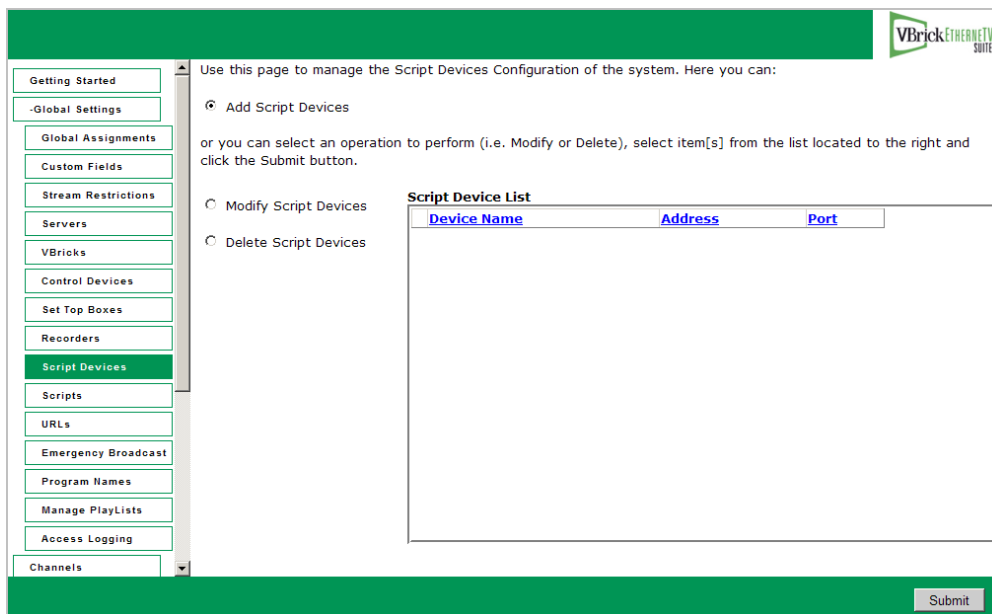 VBrick ETHERNETV
SUITE
Getting Started
-Global Settings
Global Assignments
Custom Fields
Stream Restrictions
Servers
VBricks
Control Devices
Set Top Boxes
Recorders
Script Devices
Scripts
URLs
Emergency Broadcast
Program Names
Manage PlayLists
Access Logging
Channels
Use this page to manage the Script Devices Configuration of the system. Here you can:
Add Script Devices
or you can select an operation to perform (i.e. Modify or Delete), select item[s] from the list located to the right and
click the Submit button.
Modify Script Devices
Delete Script Devices
Script Device List
Device Name Address Port
Submit